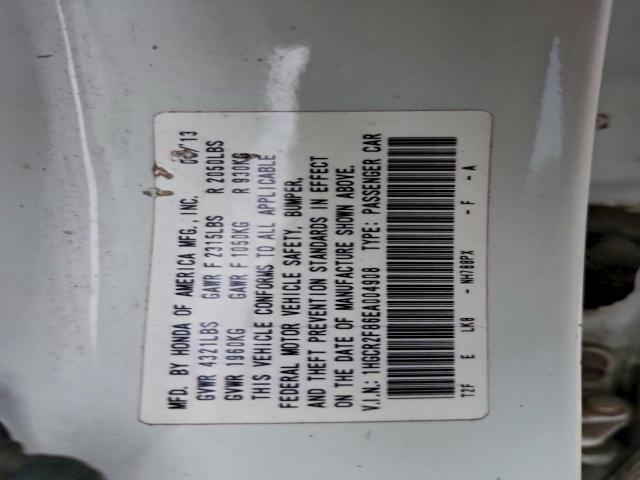 MFD. BY HONDA OF AMERICA MFG., INC. /13
GVWR 4321LBS GAWR F 2315LBS R 2050LBS
GVWR 1960KG GAWR F 1050KG R 930KG
THIS VEHICLE CONFORMS TO ALL APPLICABLE
FEDERAL MOTOR VEHICLE SAFETY, BUMPER,
AND THEFT PREVENTION STANDARDS IN EFFECT
ON THE DATE OF MANUFACTURE SHOWN ABOVE.
V.I.N.: 1HGCR2F86EA004908 TYPE: PASSENGER CAR
T2F E LK8 - NH788PX - F - A